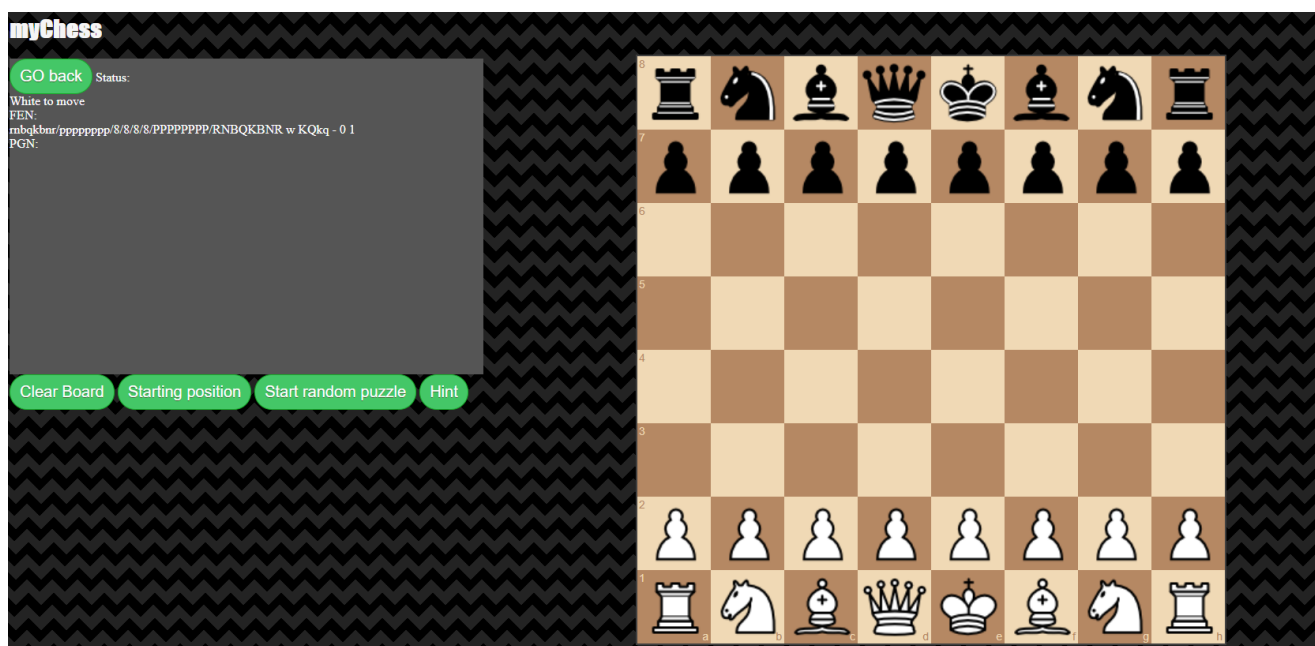 myChess
GO back Status:
White to move
FEN:
rnbqkbnr/pppppppp/8/8/8/8/PPPPPPPP/RNBQKBNR w KQkq - 0 1
PGN:
Clear Board Starting position Start random puzzle Hint
8
7
6
5
4
3
2
1
a b c d e f g h